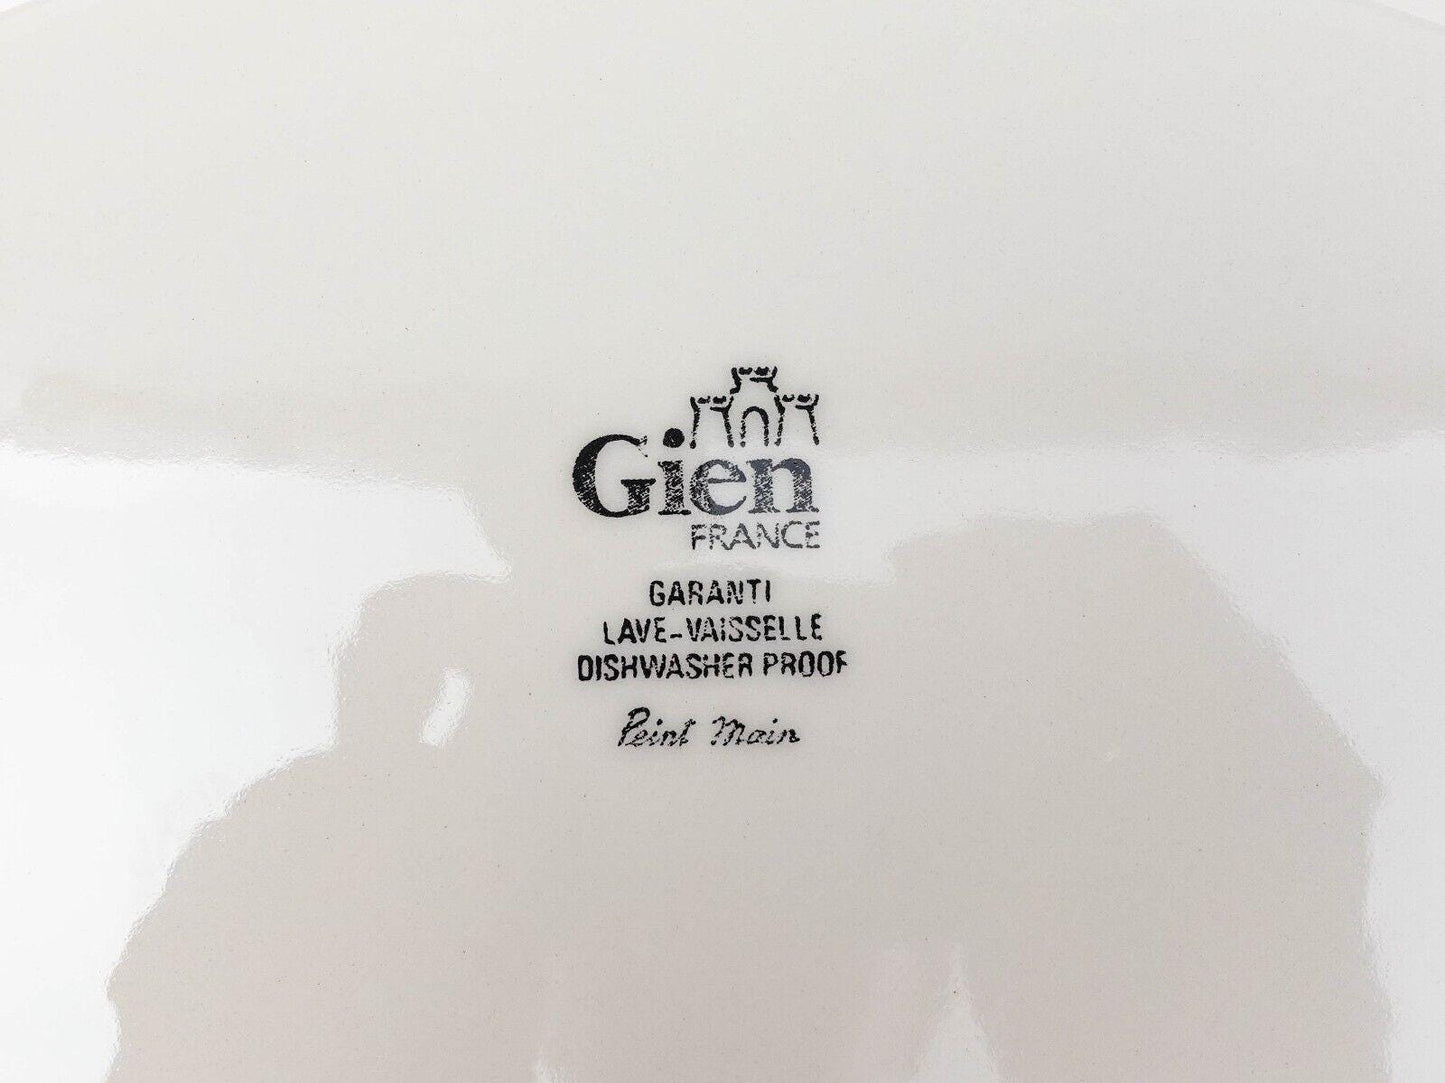 Gien
FRANCE
GARANTI
LAVE-VAISSELLE
DISHWASHER PROOF
Peint Main